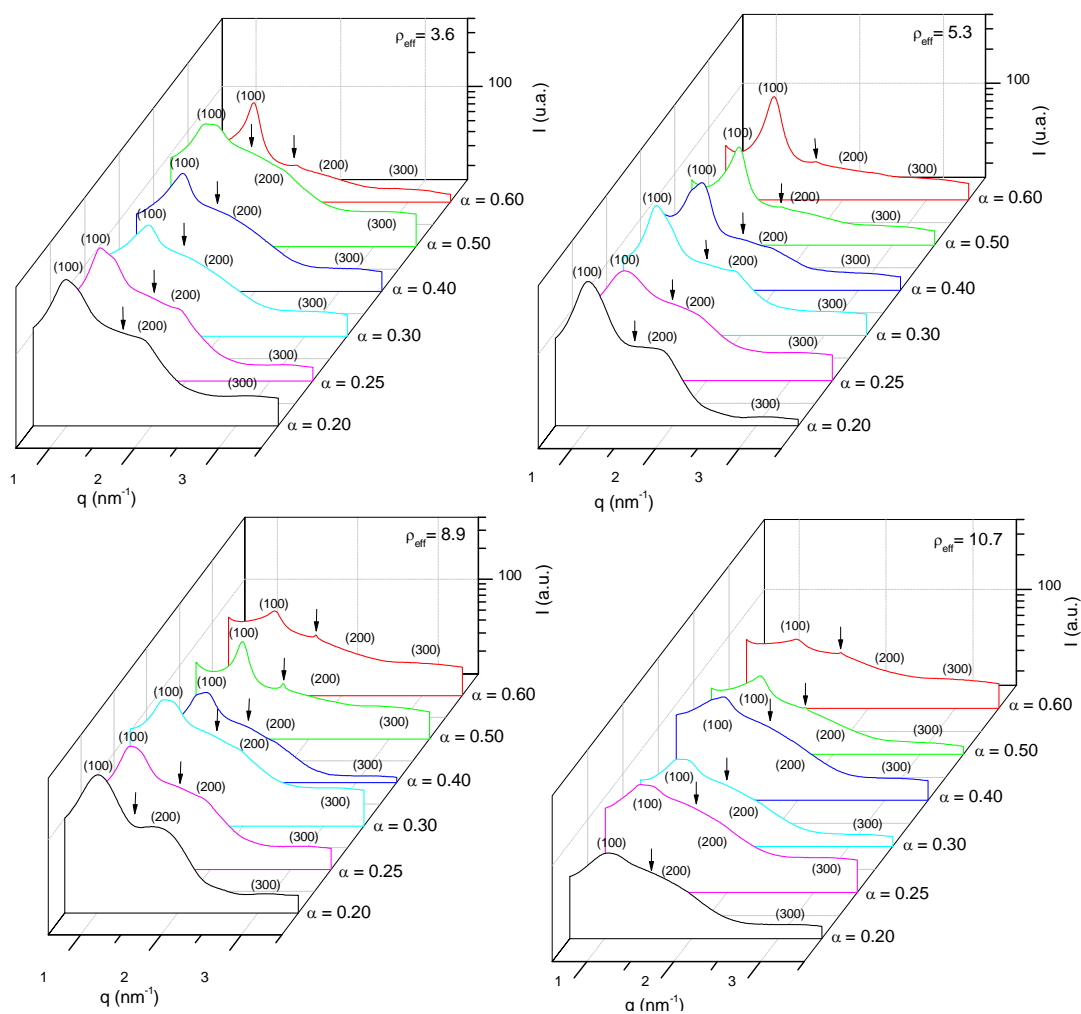 ρeff= 3.6
100
I (u.a.)
(100)
(100)
(200)
(300)
α = 0.60
(100)
(200)
(300)
α = 0.50
(100)
(200)
(300)
α = 0.40
(100)
(200)
(300)
α = 0.30
(100)
(200)
(300)
α = 0.25
(200)
(300)
α = 0.20
1 2 3
q (nm-1)
ρeff= 5.3
100
I (u.a.)
(100)
(100)
(200)
(300)
α = 0.60
(100)
(200)
(300)
α = 0.50
(100)
(200)
(300)
α = 0.40
(100)
(200)
(300)
α = 0.30
(100)
(200)
(300)
α = 0.25
(200)
(300)
α = 0.20
1 2 3
q (nm-1)
ρeff= 8.9
100
I (a.u.)
(100)
(100)
(200)
(300)
α = 0.60
(100)
(200)
(300)
α = 0.50
(100)
(200)
(300)
α = 0.40
(100)
(200)
(300)
α = 0.30
(100)
(200)
(300)
α = 0.25
(200)
(300)
α = 0.20
1 2 3
q (nm-1)
ρeff= 10.7
100
I (a.u.)
(100)
(200)
(300)
α = 0.60
(100)
(200)
(300)
α = 0.50
(100)
(200)
(300)
α = 0.40
(100)
(200)
(300)
α = 0.30
(100)
(200)
(300)
α = 0.25
(100)
(200)
(300)
α = 0.20
1 2 3
q (nm-1)